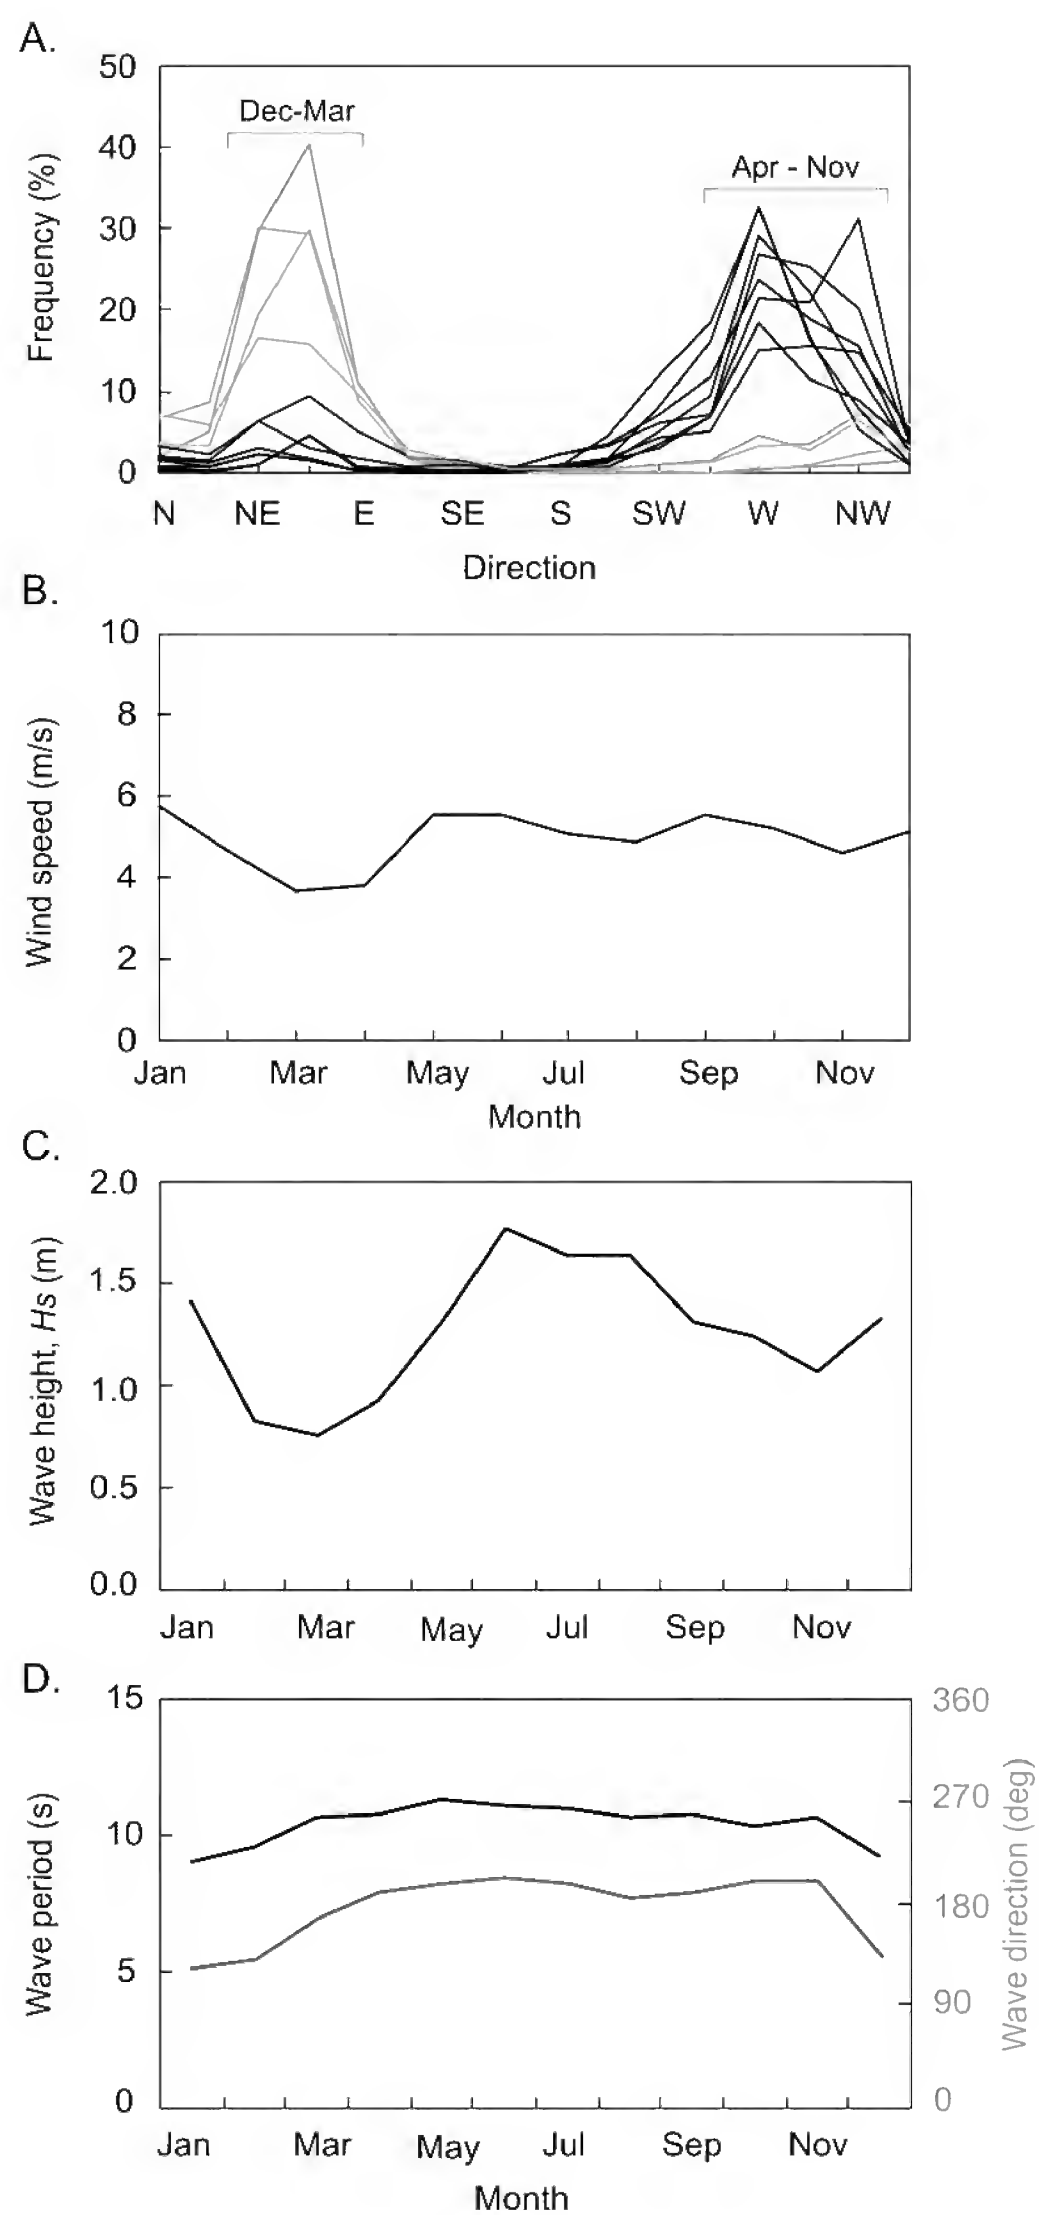 A.
50
40
30
20
10
0
Frequency (%)
Dec-Mar
Apr - Nov
N NE E SE S SW W NW
Direction
B.
10
8
6
4
2
0
Wind speed (m/s)
Jan Mar May Jul Sep Nov
Month
C.
2.0
1.5
1.0
0.5
0.0
Wave height, Hs (m)
Jan Mar May Jul Sep Nov
D.
15
10
5
0
Wave period (s)
360
270
180
90
0
Wave direction (deg)
Jan Mar May Jul Sep Nov
Month